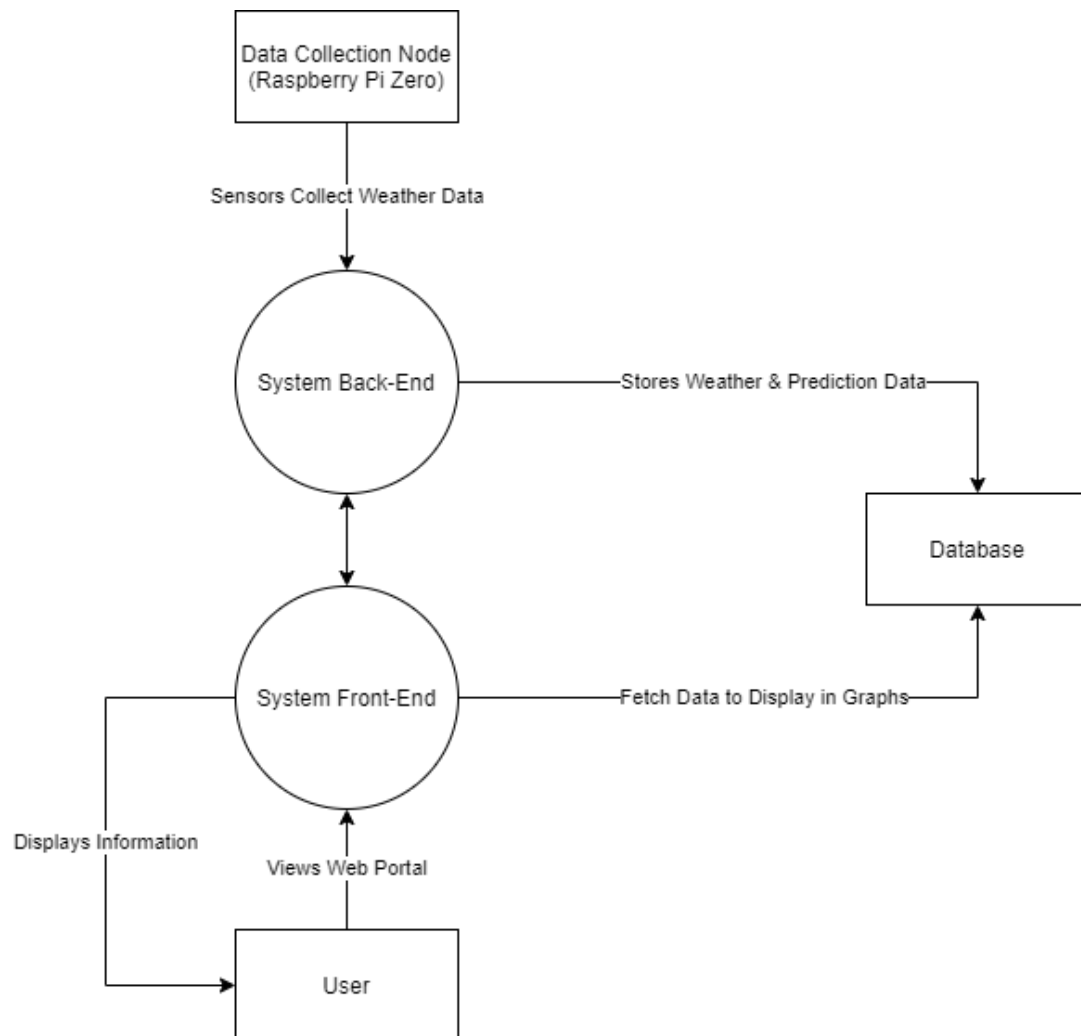 Data Collection Node
(Raspberry Pi Zero)
Sensors Collect Weather Data
System Back-End
Stores Weather & Prediction Data
Database
System Front-End
Fetch Data to Display in Graphs
Displays Information
Views Web Portal
User